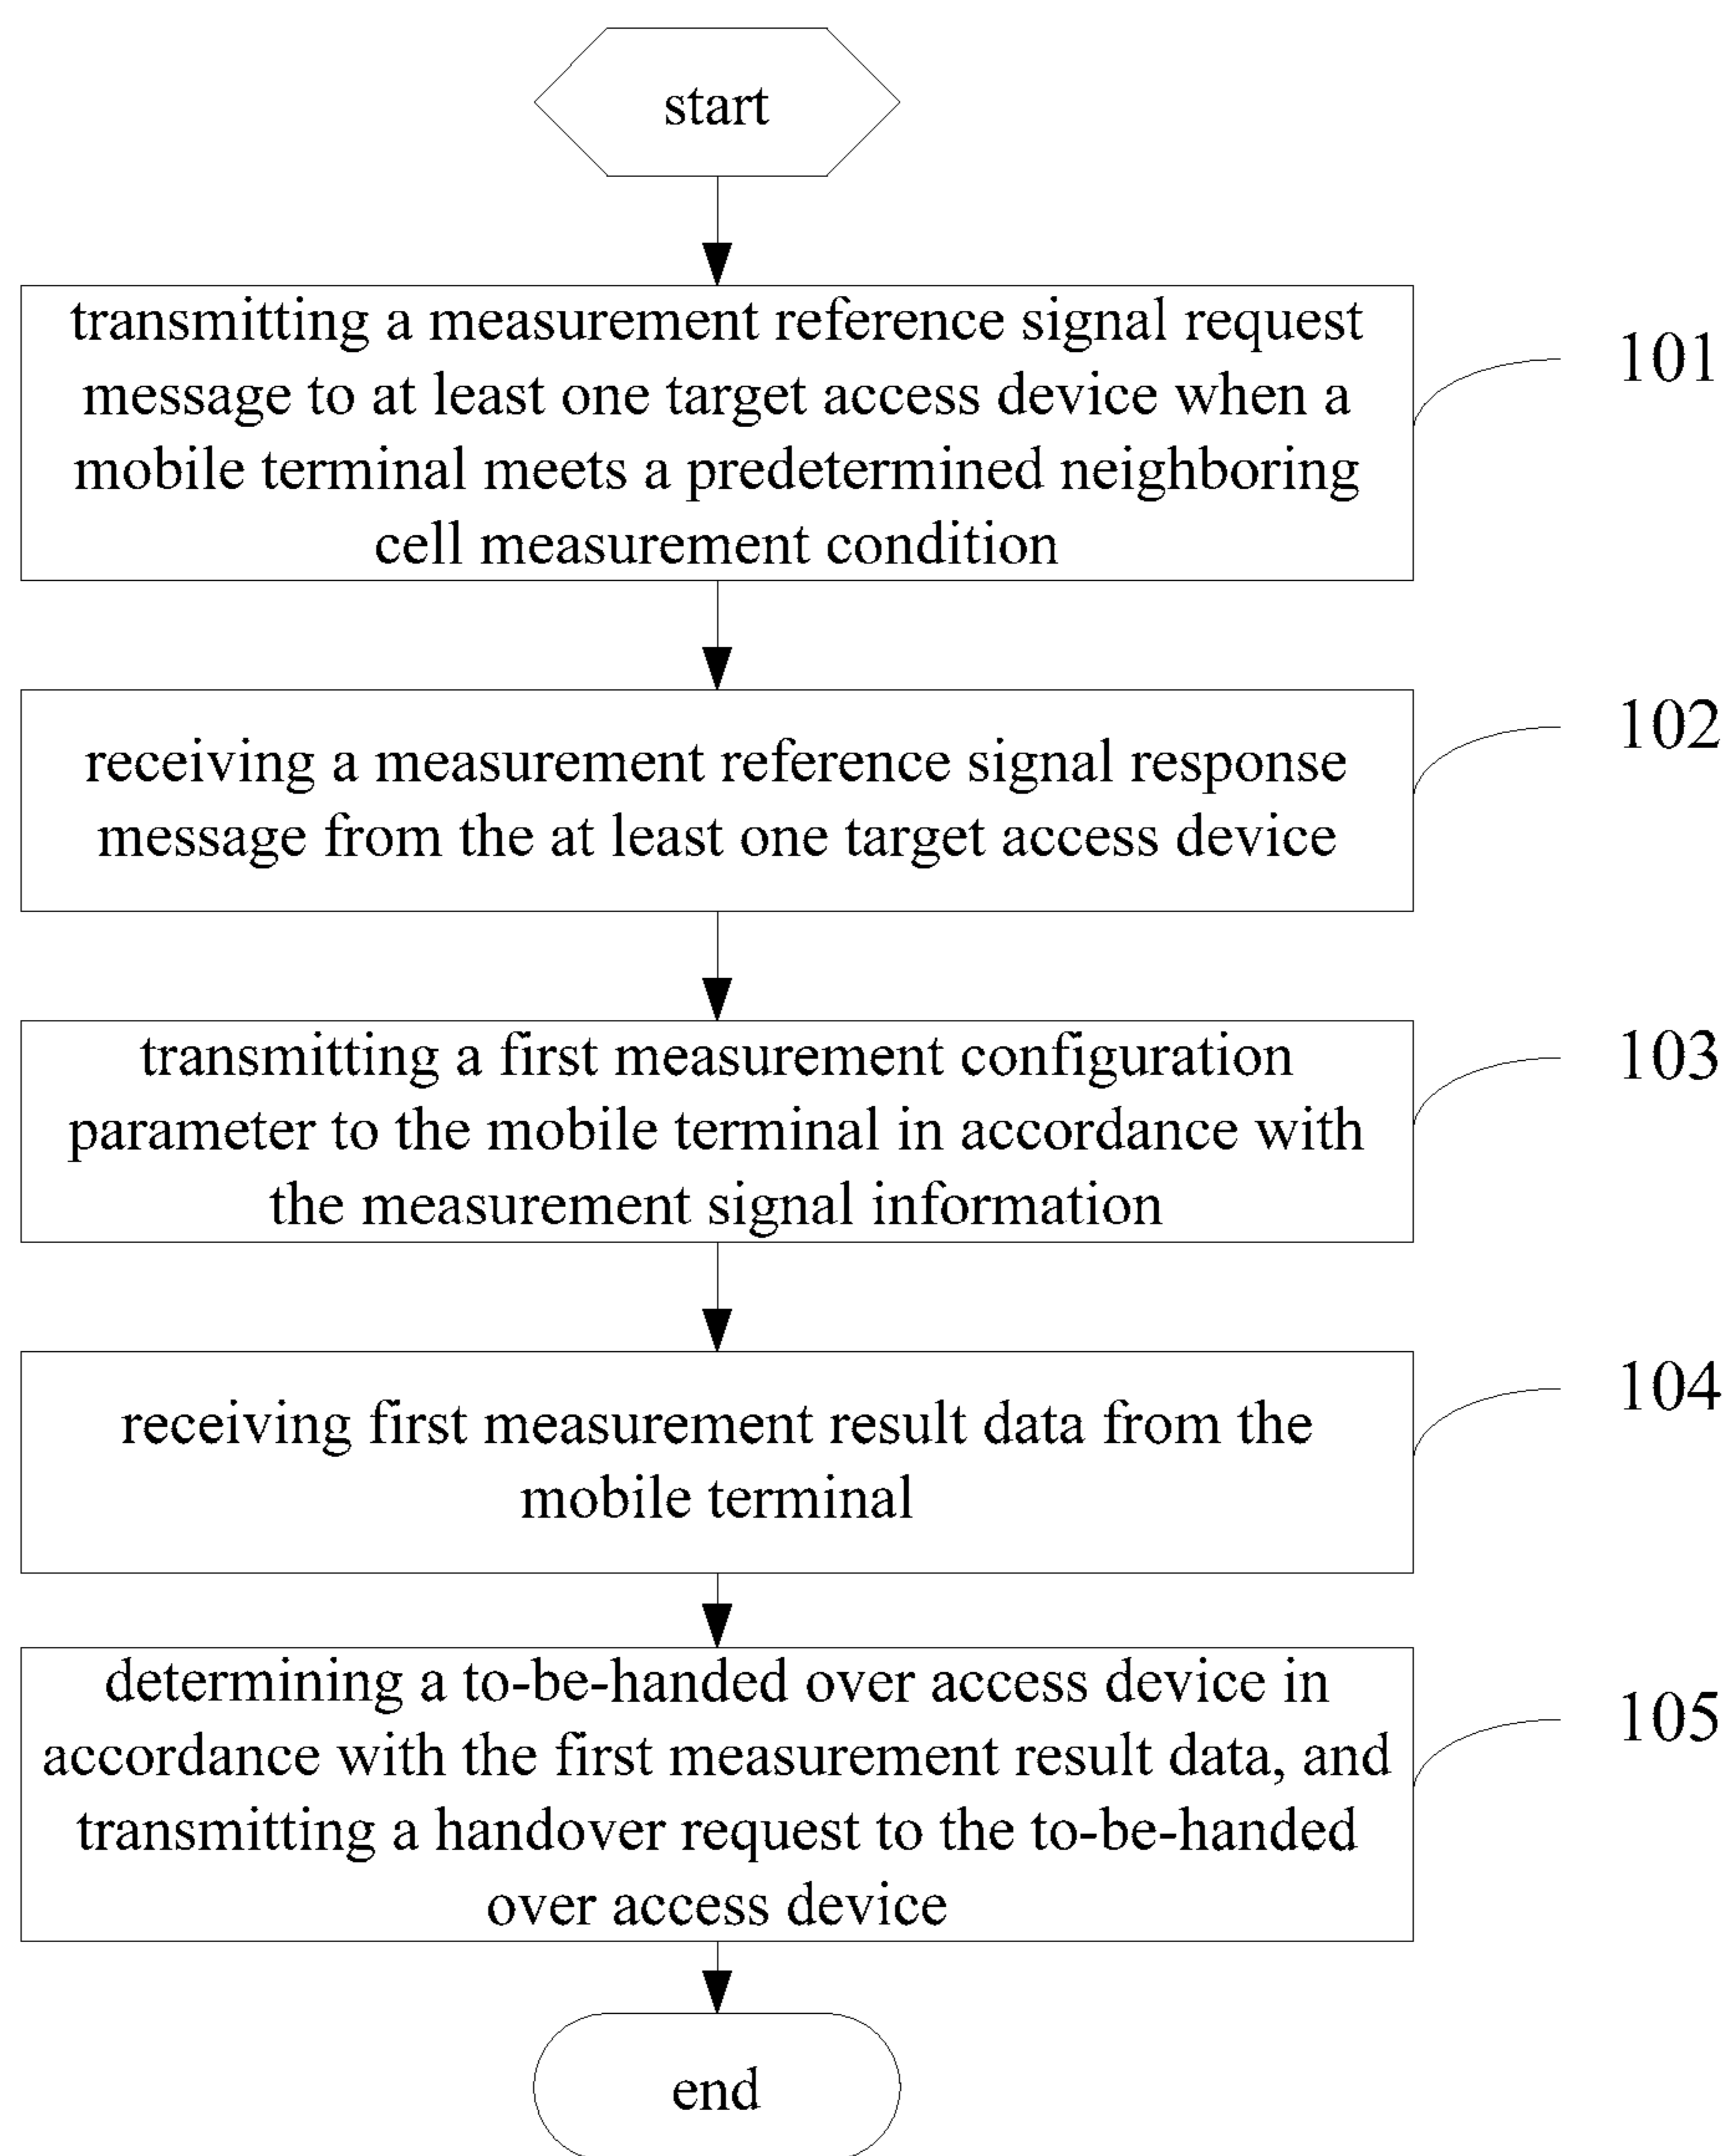 start
transmitting a measurement reference signal request
message to at least one target access device when a
mobile terminal meets a predetermined neighboring
cell measurement condition
101
receiving a measurement reference signal response
message from the at least one target access device
102
transmitting a first measurement configuration
parameter to the mobile terminal in accordance with
the measurement signal information
103
receiving first measurement result data from the
mobile terminal
104
determining a to-be-handed over access device in
accordance with the first measurement result data, and
transmitting a handover request to the to-be-handed
over access device
105
end